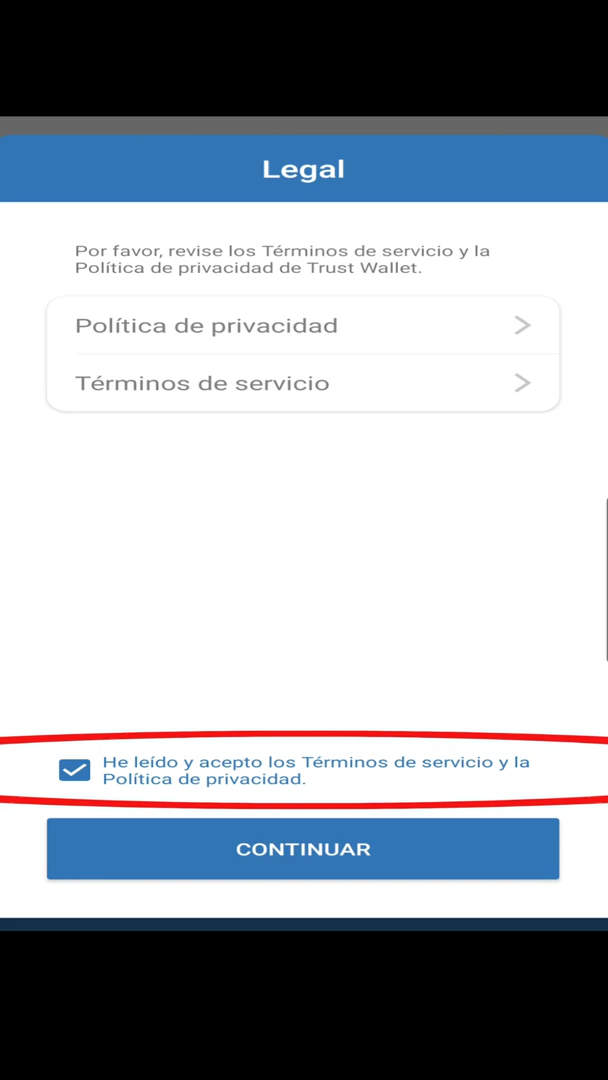 Legal
Por favor, revise los Términos de servicio y la
Política de privacidad de Trust Wallet.
Política de privacidad
Términos de servicio
He leído y acepto los Términos de servicio y la
Política de privacidad.
CONTINUAR